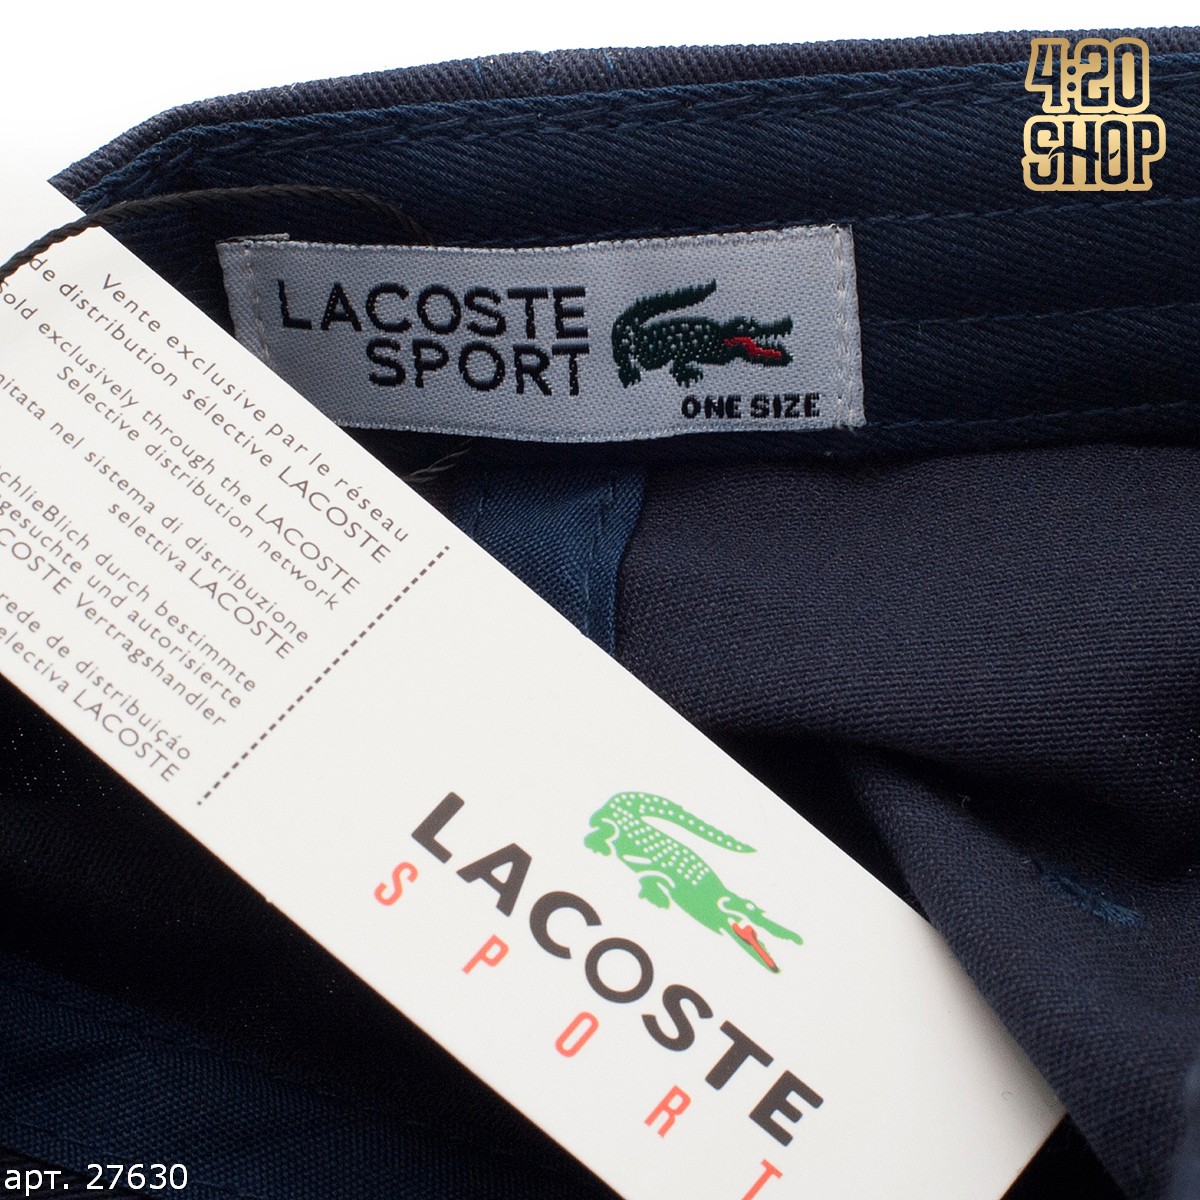 4:20
SHOP
LACOSTE
SPORT
ONE SIZE
Vente exclusive par le réseau
de distribution sélective LACOSTE
Sold exclusively through the LACOSTE
Selective distribution network
nel sistema di distribuzione
selettiva LACOSTE
durch bestimmte
und autorisierte
LACOSTE Vertragshandler
rede de distribuição
LACOSTE
LACOSTE
SPORT
арт. 27630